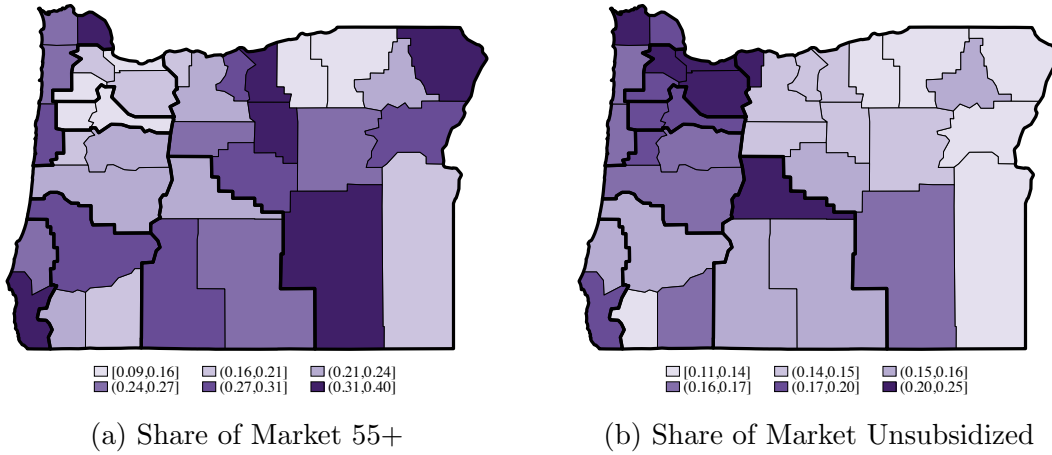 [0.09,0.16] (0.16,0.21] (0.21,0.24]
(0.24,0.27] (0.27,0.31] (0.31,0.40]
[0.11,0.14] (0.14,0.15] (0.15,0.16]
(0.16,0.17] (0.17,0.20] (0.20,0.25]
(a) Share of Market 55+
(b) Share of Market Unsubsidized